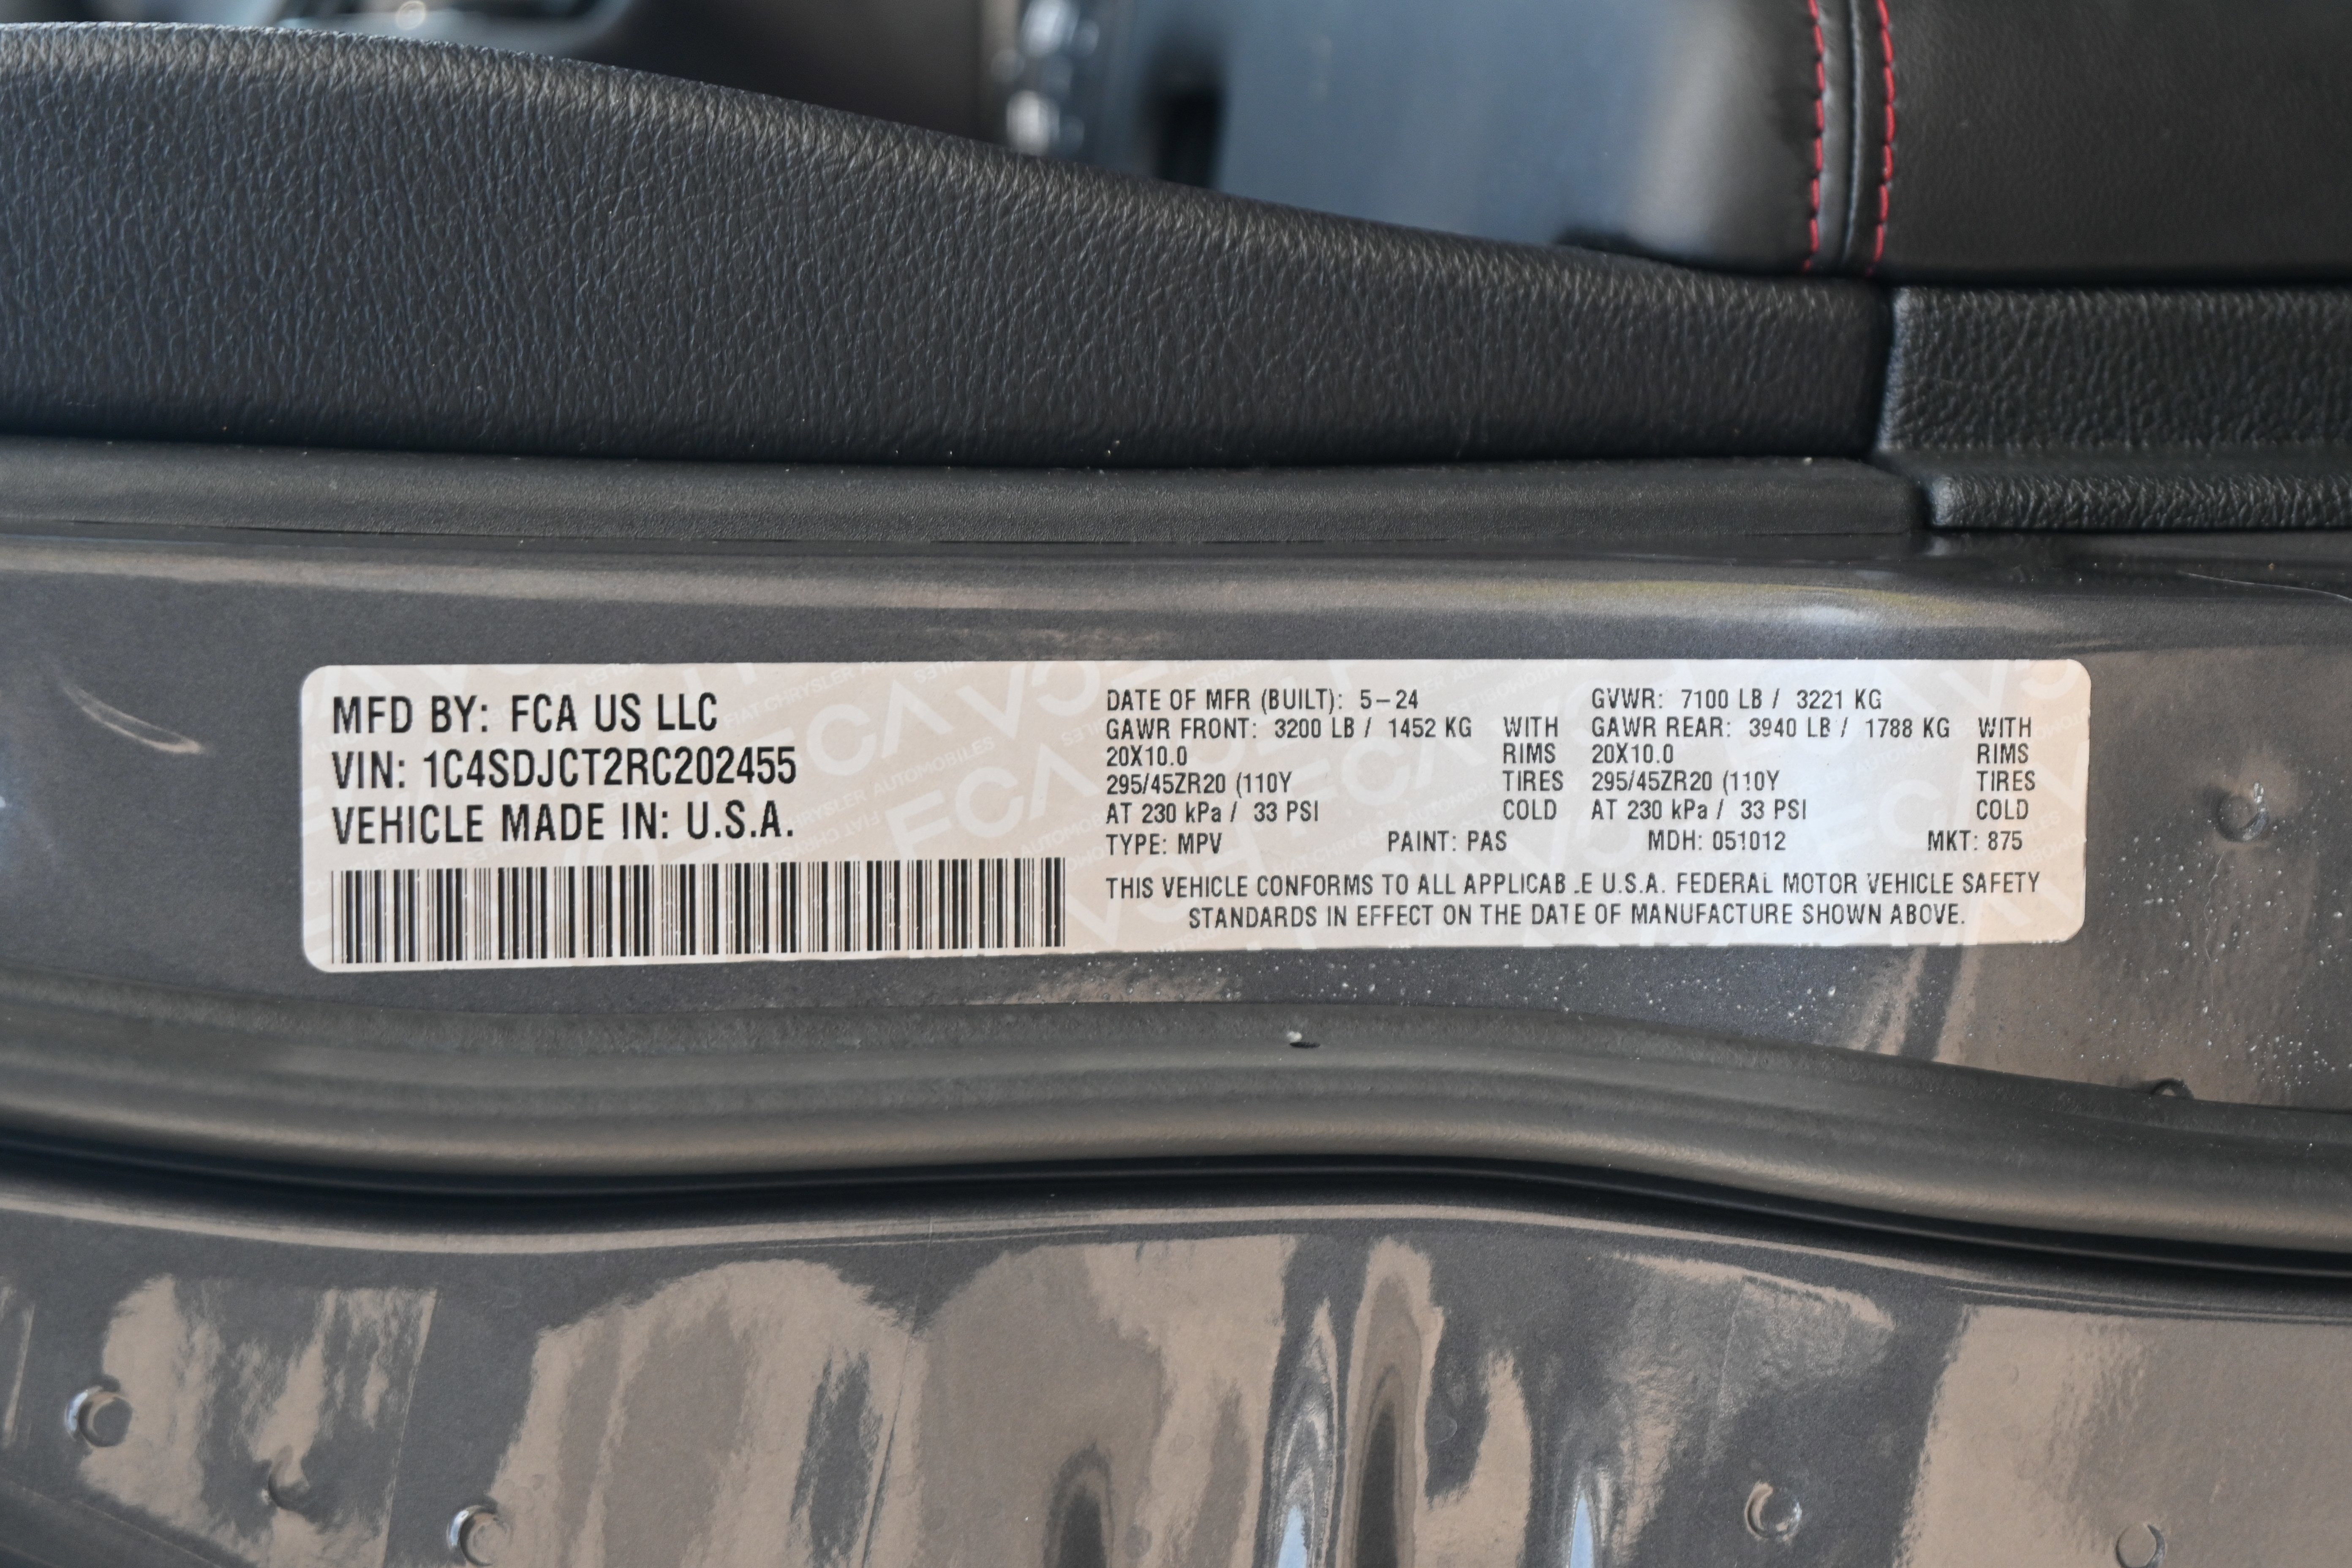 MFD BY: FCA US LLC
VIN: 1C4SDJCT2RC202455
VEHICLE MADE IN: U.S.A.
DATE OF MFR (BUILT): 5-24 GVWR: 7100 LB / 3221 KG
GAWR FRONT: 3200 LB / 1452 KG WITH GAWR REAR: 3940 LB / 1788 KG WITH
20X10.0 RIMS 20X10.0 RIMS
295/45ZR20 (110Y TIRES 295/45ZR20 (110Y TIRES
AT 230 kPa / 33 PSI COLD AT 230 kPa / 33 PSI COLD
TYPE: MPV PAINT: PAS MDH: 051012 MKT: 875
THIS VEHICLE CONFORMS TO ALL APPLICABLE U.S.A. FEDERAL MOTOR VEHICLE SAFETY
STANDARDS IN EFFECT ON THE DATE OF MANUFACTURE SHOWN ABOVE.